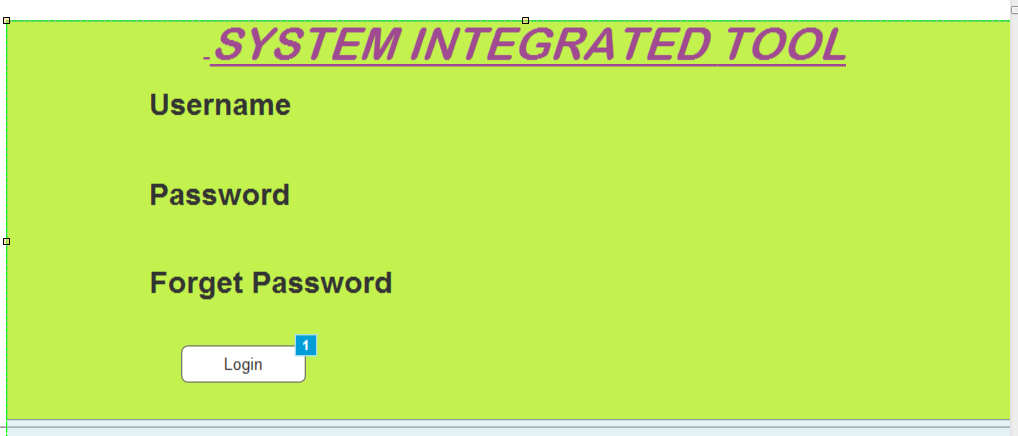 SYSTEM INTEGRATED TOOL
Username
Password
Forget Password
1
Login